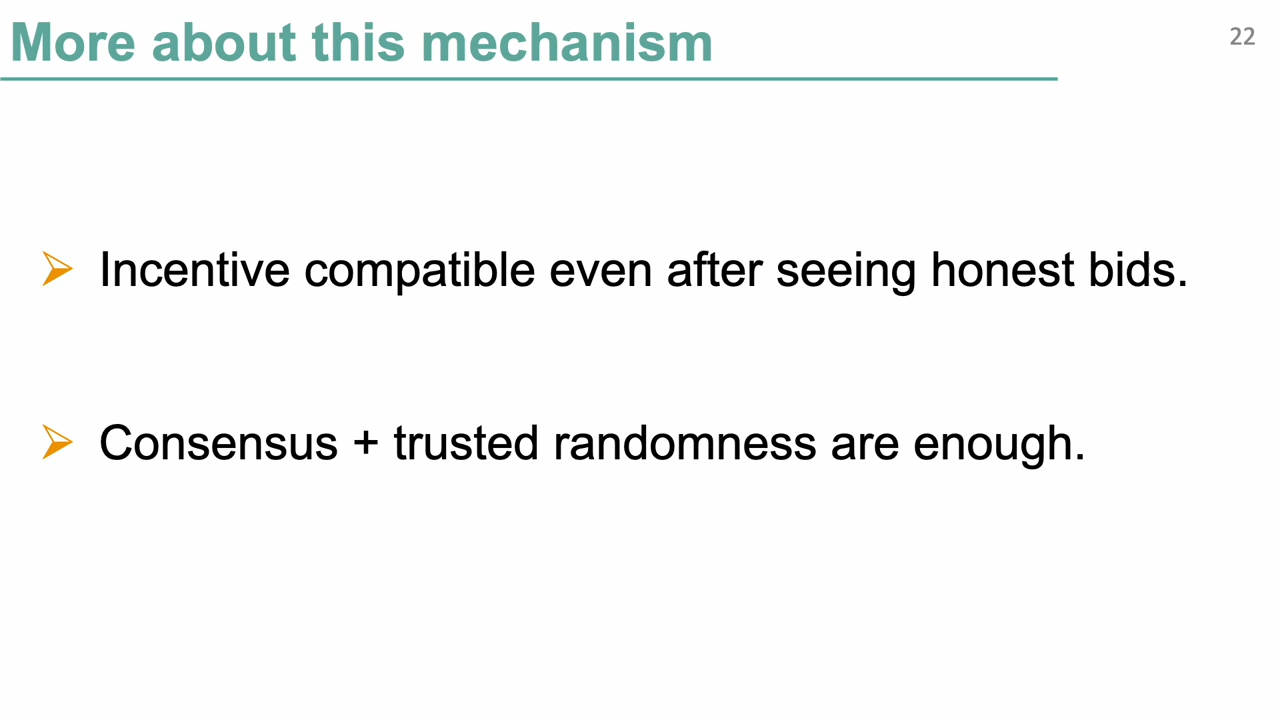 More about this mechanism
22
➢ Incentive compatible even after seeing honest bids.
➢ Consensus + trusted randomness are enough.